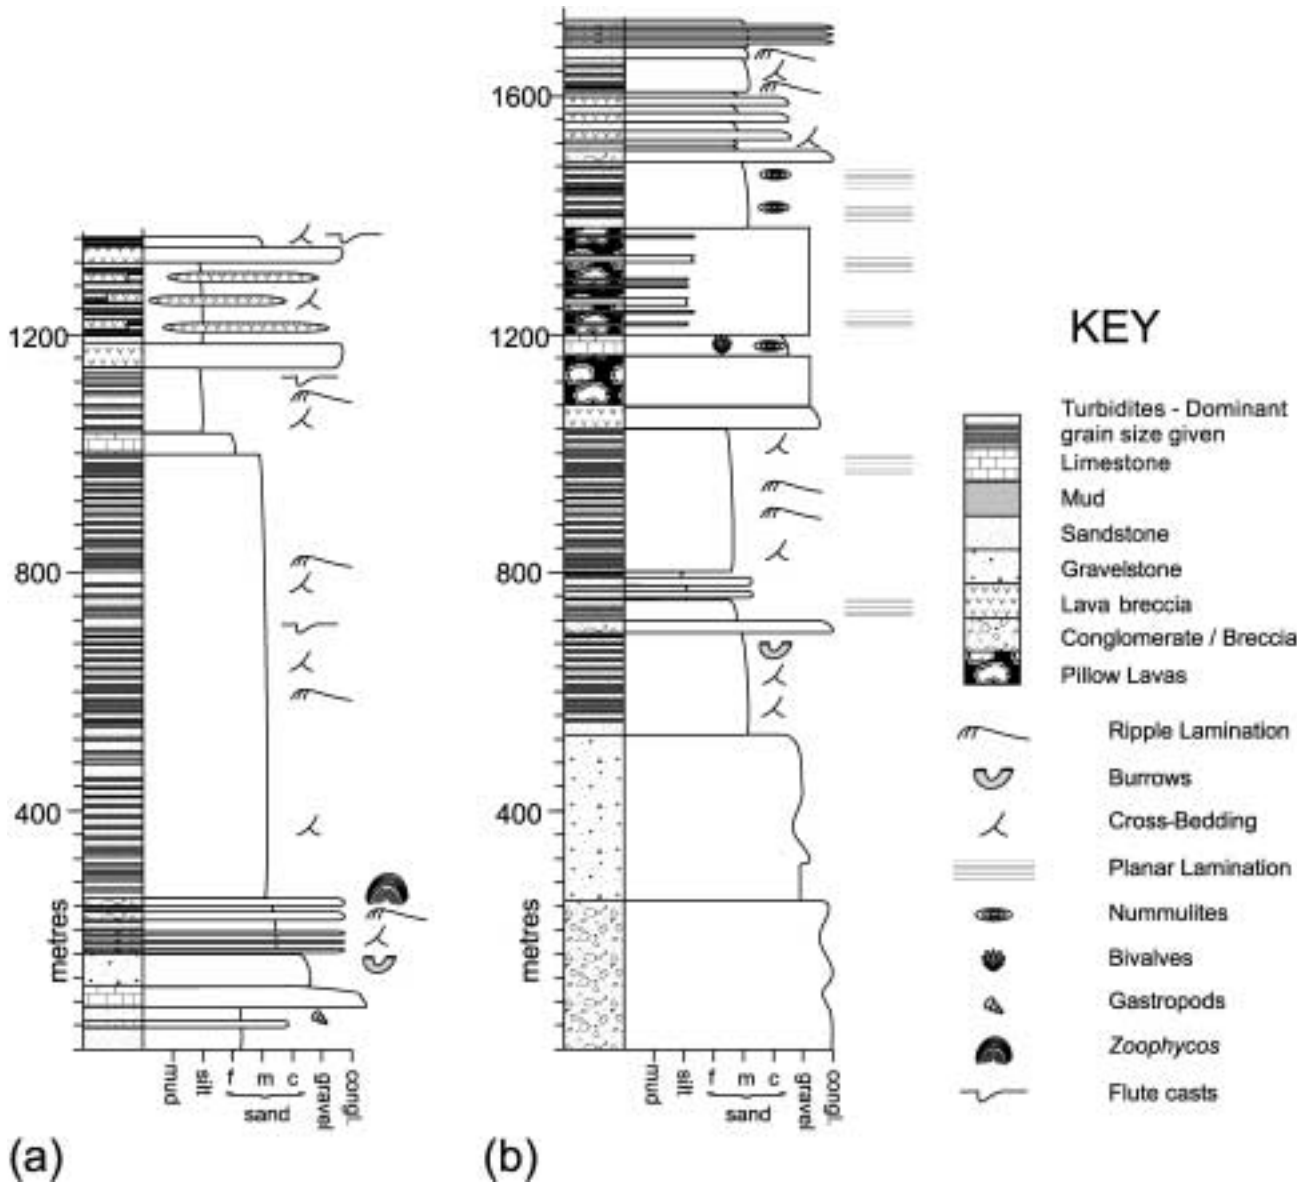 1200
800
400
metres
mud
silt
f
m
c
gravel
congl.
sand
(a)
1600
1200
800
400
metres
mud
silt
f
m
c
gravel
congl.
sand
(b)
KEY
Turbidites - Dominant
grain size given
Limestone
Mud
Sandstone
Gravelstone
Lava breccia
Conglomerate / Breccia
Pillow Lavas
Ripple Lamination
Burrows
Cross-Bedding
Planar Lamination
Nummulites
Bivalves
Gastropods
Zoophycos
Flute casts